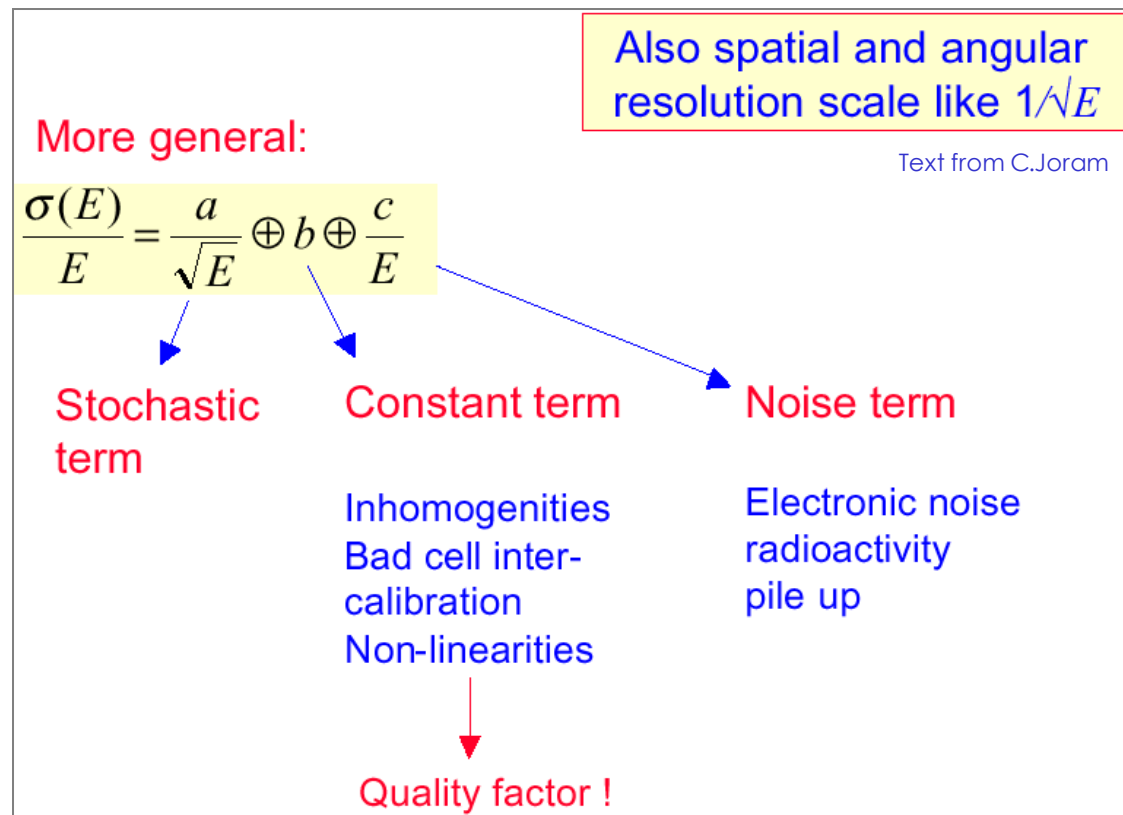 Also spatial and angular
resolution scale like 1/√E
Text from C.Joram
More general:
σ(E)/E = a/√E ⊕ b ⊕ c/E
Stochastic
term
Constant term
Inhomogenities
Bad cell inter-
calibration
Non-linearities
Quality factor !
Noise term
Electronic noise
radioactivity
pile up